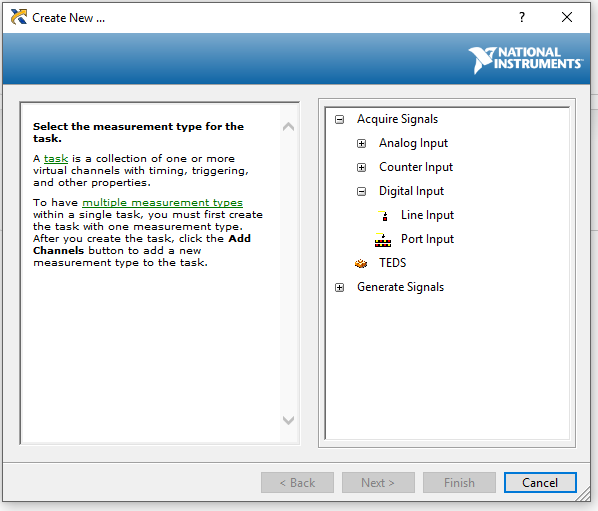 Create New ...
NATIONAL
INSTRUMENTS
Select the measurement type for the
task.
A task is a collection of one or more
virtual channels with timing, triggering,
and other properties.
To have multiple measurement types
within a single task, you must first create
the task with one measurement type.
After you create the task, click the Add
Channels button to add a new
measurement type to the task.
Acquire Signals
Analog Input
Counter Input
Digital Input
Line Input
Port Input
TEDS
Generate Signals
< Back
Next >
Finish
Cancel